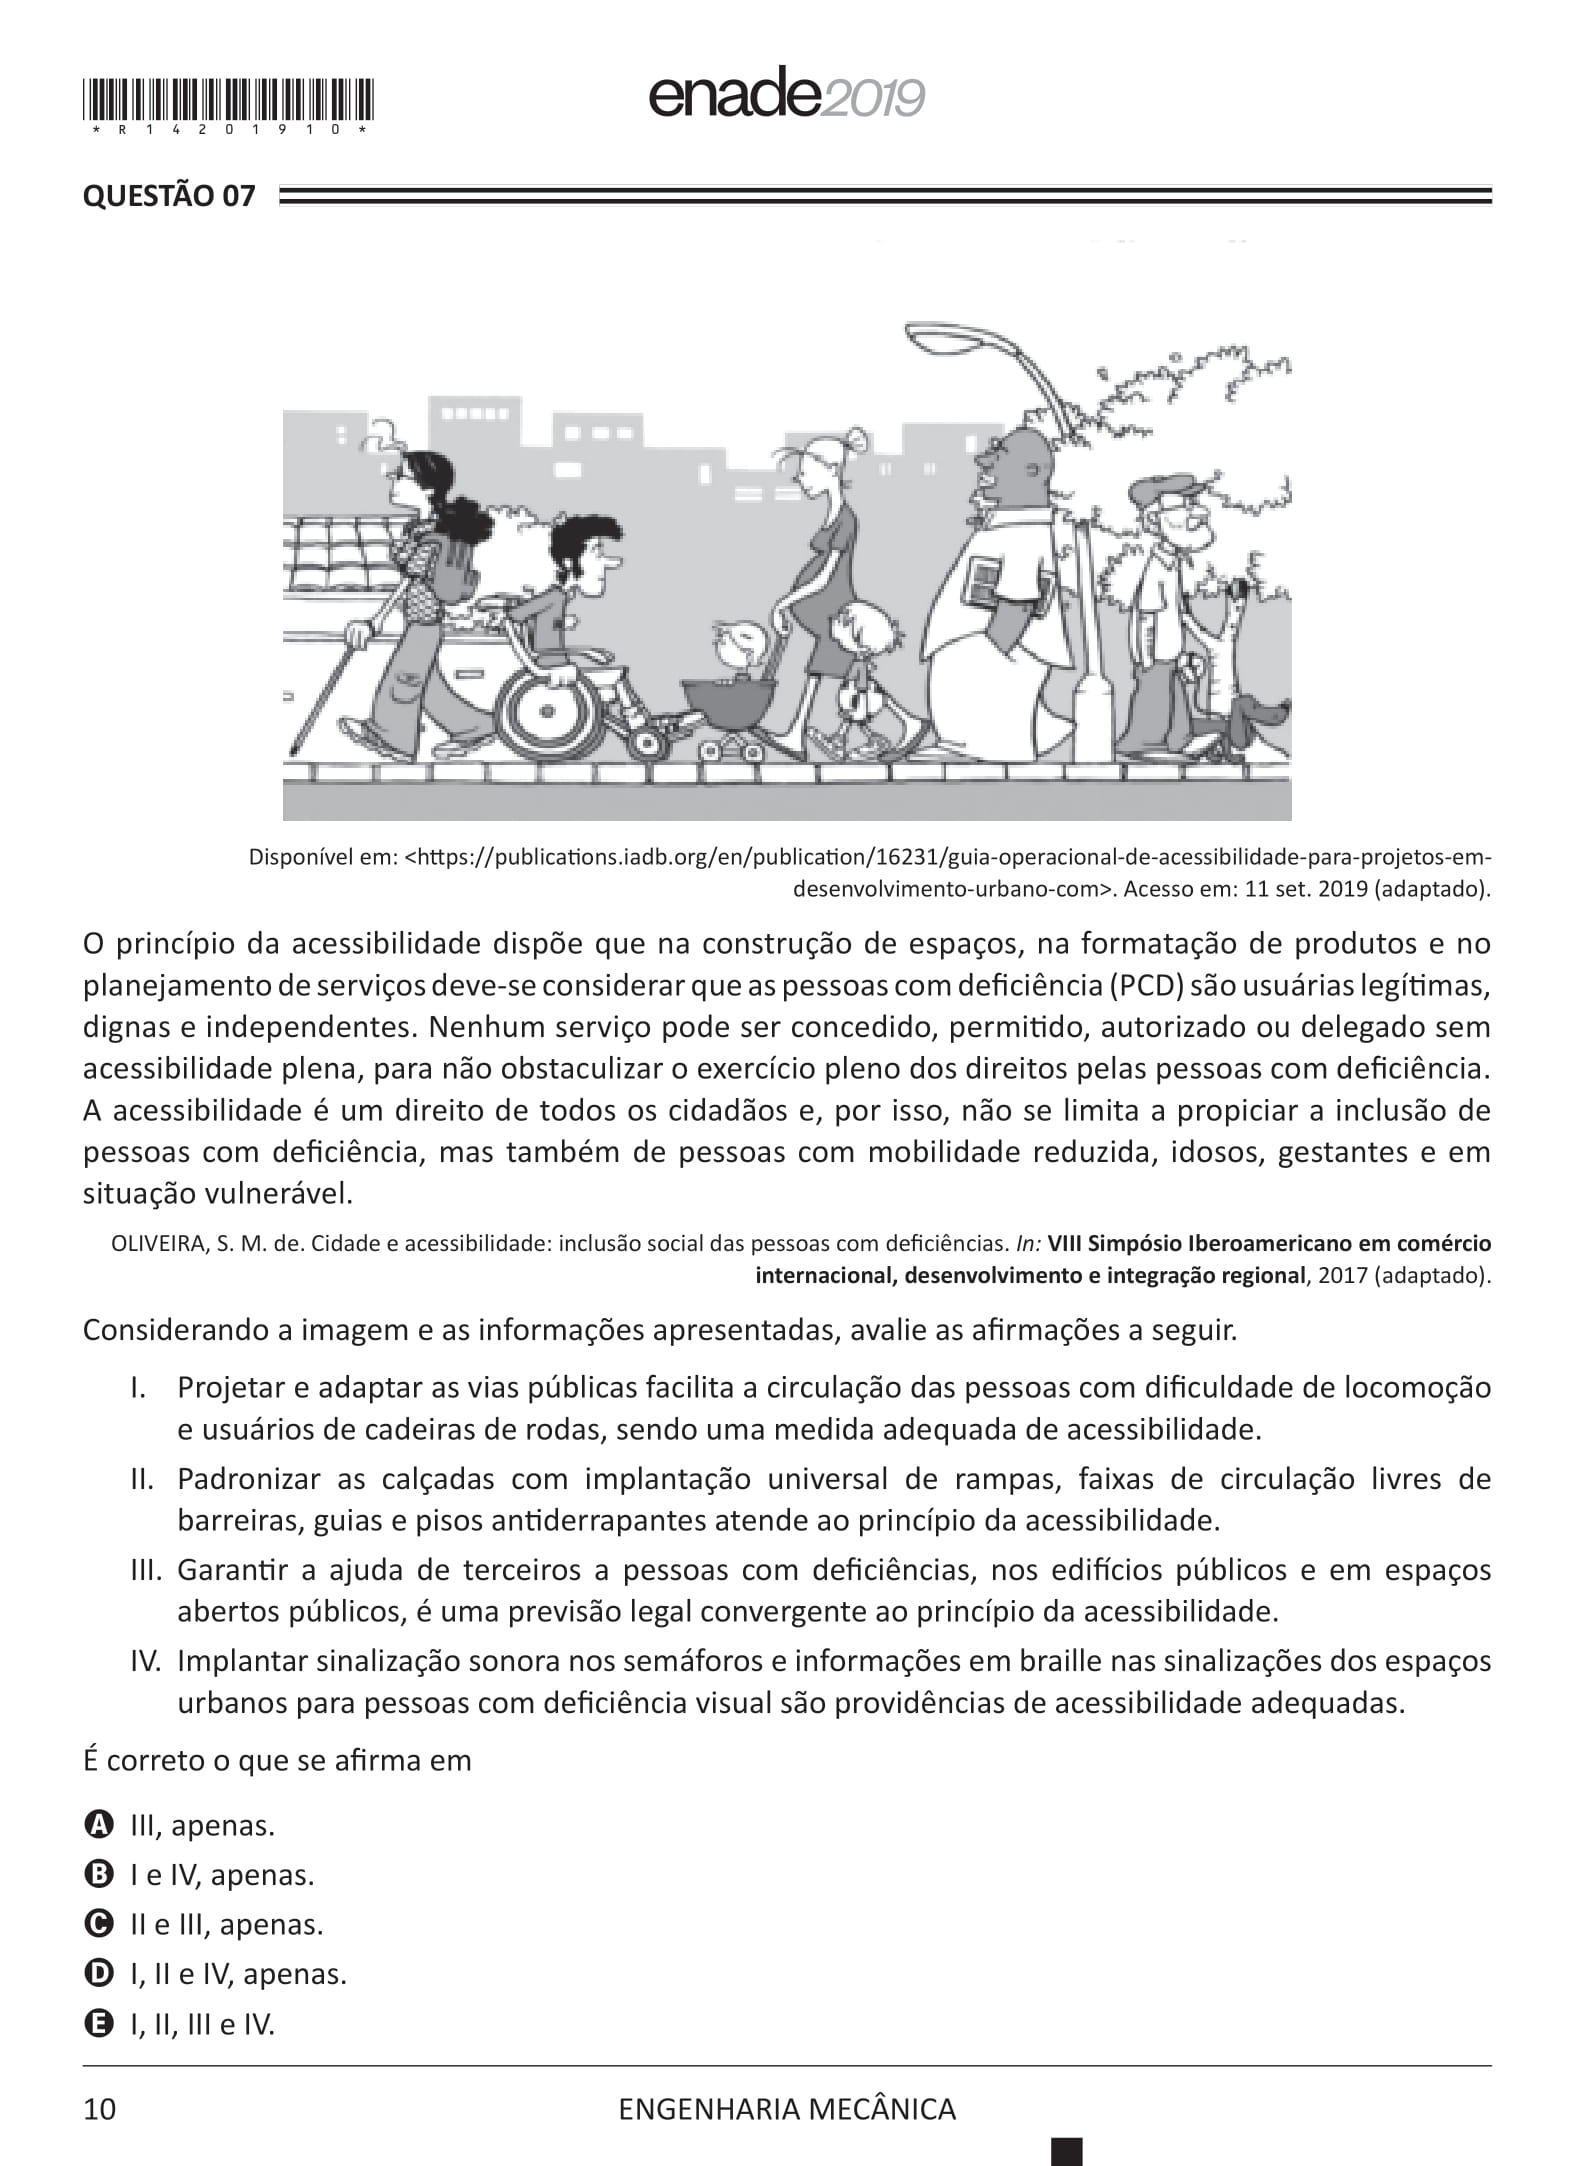 *R14201910*
enade2019
QUESTÃO 07
Disponível em: <https://publications.iadb.org/en/publication/16231/guia-operacional-de-acessibilidade-para-projetos-em-
desenvolvimento-urbano-com>. Acesso em: 11 set. 2019 (adaptado).
O princípio da acessibilidade dispõe que na construção de espaços, na formatação de produtos e no
planejamento de serviços deve-se considerar que as pessoas com deficiência (PCD) são usuárias legítimas,
dignas e independentes. Nenhum serviço pode ser concedido, permitido, autorizado ou delegado sem
acessibilidade plena, para não obstaculizar o exercício pleno dos direitos pelas pessoas com deficiência.
A acessibilidade é um direito de todos os cidadãos e, por isso, não se limita a propiciar a inclusão de
pessoas com deficiência, mas também de pessoas com mobilidade reduzida, idosos, gestantes e em
situação vulnerável.
OLIVEIRA, S. M. de. Cidade e acessibilidade: inclusão social das pessoas com deficiências. In: VIII Simpósio Iberoamericano em comércio
internacional, desenvolvimento e integração regional, 2017 (adaptado).
Considerando a imagem e as informações apresentadas, avalie as afirmações a seguir.
I. Projetar e adaptar as vias públicas facilita a circulação das pessoas com dificuldade de locomoção
e usuários de cadeiras de rodas, sendo uma medida adequada de acessibilidade.
II. Padronizar as calçadas com implantação universal de rampas, faixas de circulação livres de
barreiras, guias e pisos antiderrapantes atende ao princípio da acessibilidade.
III. Garantir a ajuda de terceiros a pessoas com deficiências, nos edifícios públicos e em espaços
abertos públicos, é uma previsão legal convergente ao princípio da acessibilidade.
IV. Implantar sinalização sonora nos semáforos e informações em braille nas sinalizações dos espaços
urbanos para pessoas com deficiência visual são providências de acessibilidade adequadas.
É correto o que se afirma em
A III, apenas.
B I e IV, apenas.
C II e III, apenas.
D I, II e IV, apenas.
E I, II, III e IV.
10 ENGENHARIA MECÂNICA